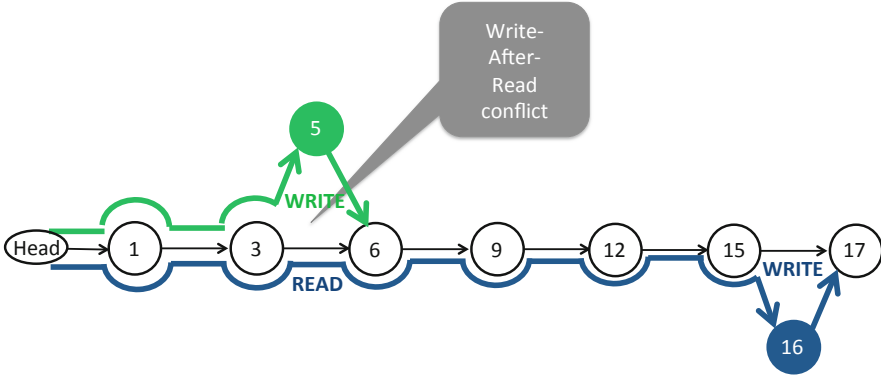 Write-
After-
Read
conflict
5
WRITE
Head
1
3
6
9
12
15
17
READ
WRITE
16